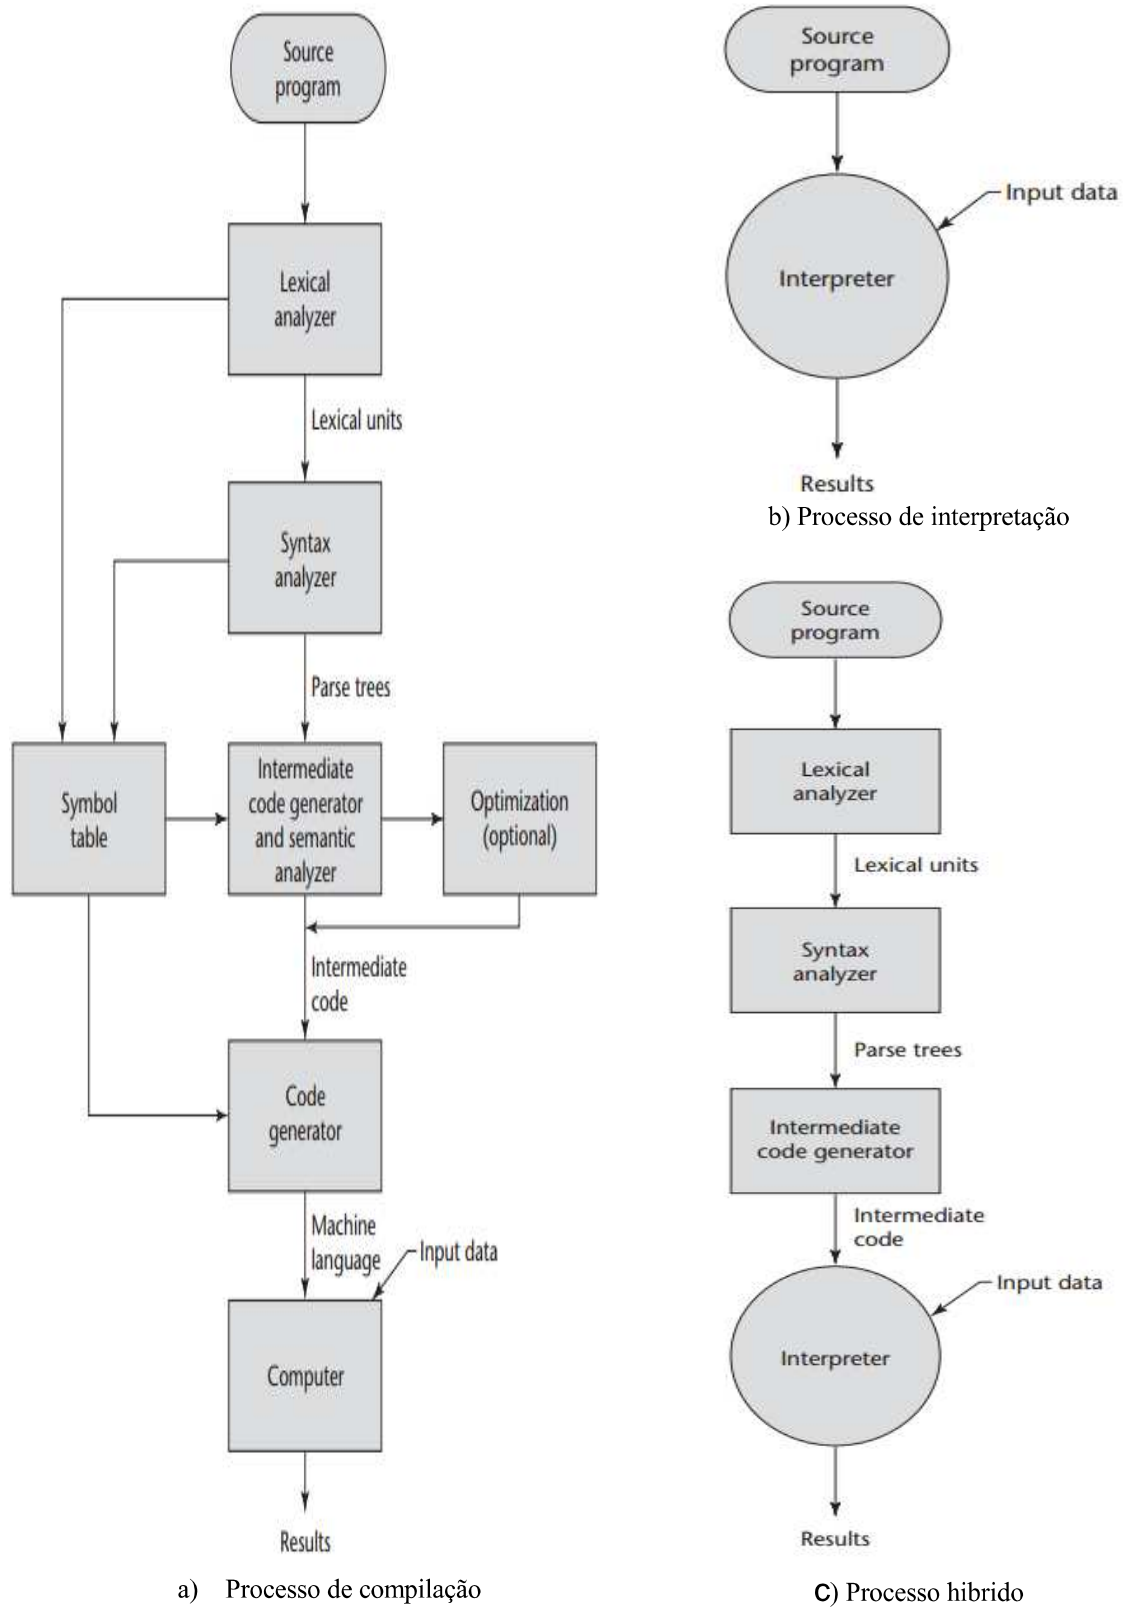 Source
program
Lexical
analyzer
Lexical units
Syntax
analyzer
Parse trees
Symbol
table
Intermediate
code generator
and semantic
analyzer
Optimization
(optional)
Intermediate
code
Code
generator
Machine
language
Input data
Computer
Results
a) Processo de compilação
Source
program
Input data
Interpreter
Results
b) Processo de interpretação
Source
program
Lexical
analyzer
Lexical units
Syntax
analyzer
Parse trees
Intermediate
code generator
Intermediate
code
Input data
Interpreter
Results
C) Processo hibrido